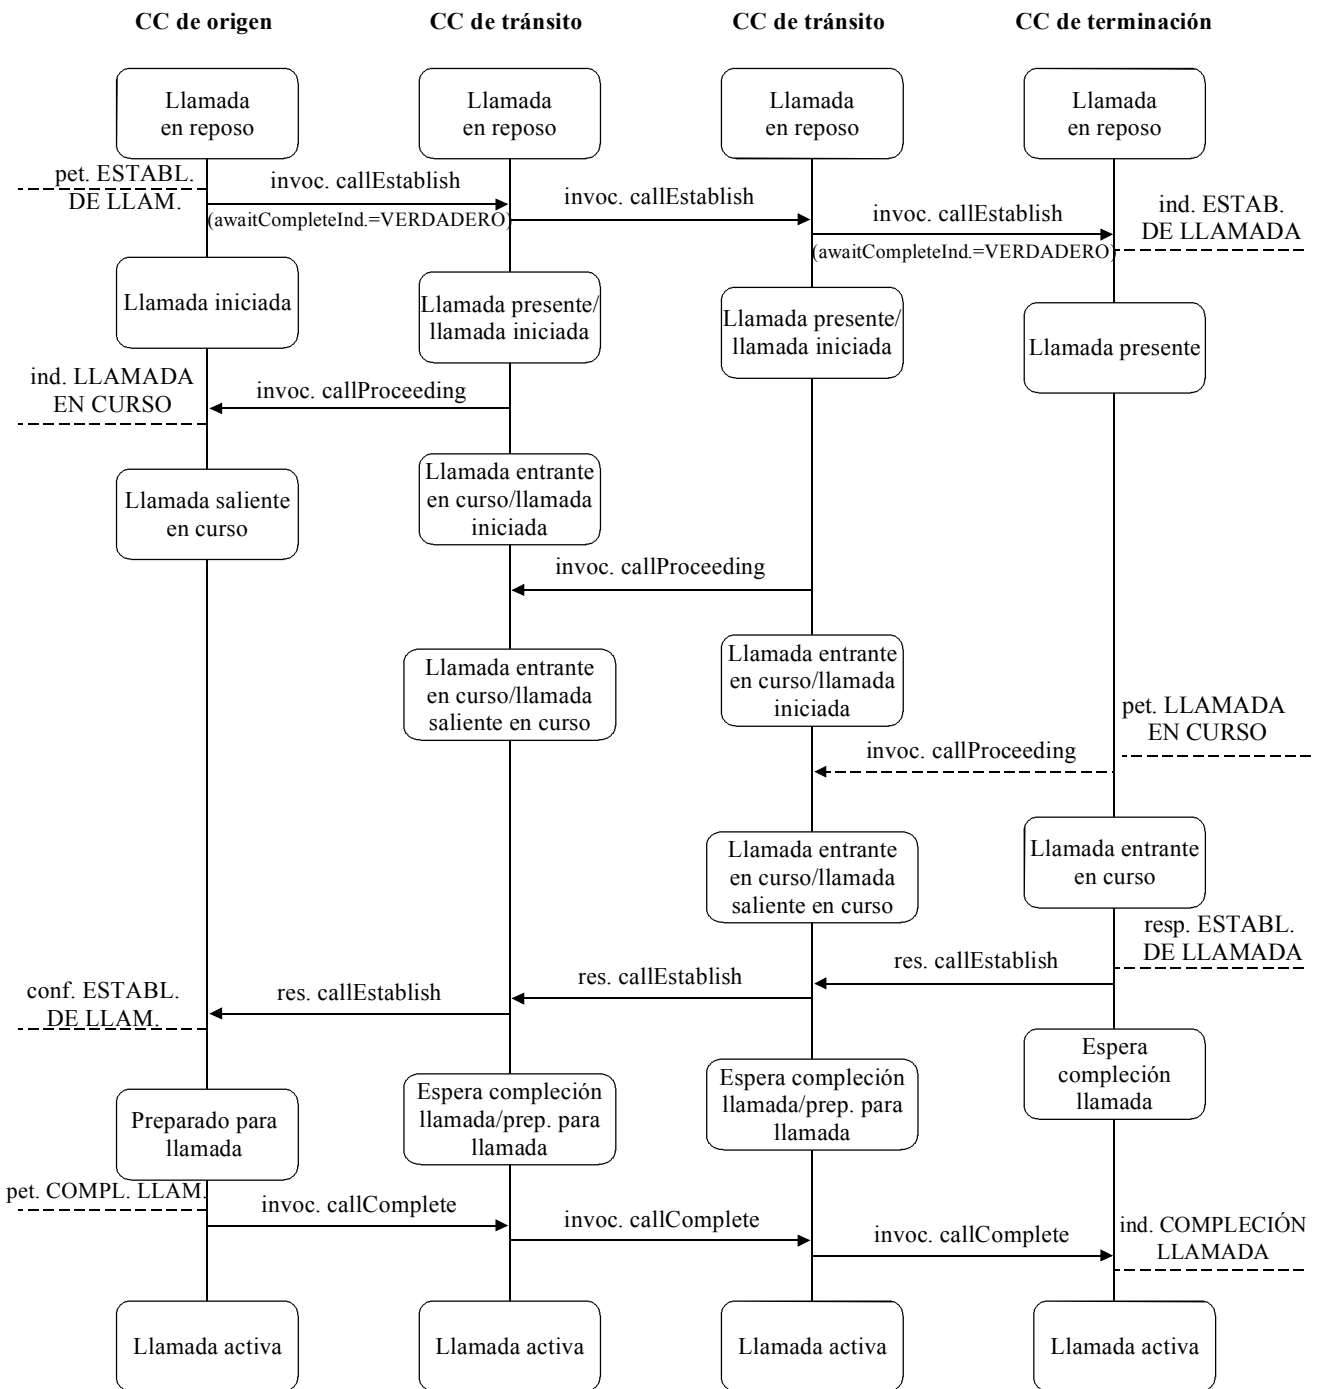 CC de origen
CC de tránsito
CC de tránsito
CC de terminación
Llamada
en reposo
Llamada
en reposo
Llamada
en reposo
Llamada
en reposo
pet. ESTABL.
DE LLAM.
invoc. callEstablish
(awaitCompleteInd.=VERDADERO)
invoc. callEstablish
invoc. callEstablish
(awaitCompleteInd.=VERDADERO)
ind. ESTAB.
DE LLAMADA
Llamada iniciada
Llamada presente/
llamada iniciada
Llamada presente/
llamada iniciada
Llamada presente
ind. LLAMADA
EN CURSO
invoc. callProceeding
Llamada saliente
en curso
Llamada entrante
en curso/llamada
iniciada
invoc. callProceeding
Llamada entrante
en curso/llamada
saliente en curso
Llamada entrante
en curso/llamada
iniciada
pet. LLAMADA
EN CURSO
invoc. callProceeding
Llamada entrante
en curso/llamada
saliente en curso
Llamada entrante
en curso
resp. ESTABL.
DE LLAMADA
res. callEstablish
res. callEstablish
res. callEstablish
conf. ESTABL.
DE LLAM.
Espera
compleción
llamada
Preparado para
llamada
Espera compleción
llamada/prep. para
llamada
Espera compleción
llamada/prep. para
llamada
pet. COMPL. LLAM.
invoc. callComplete
invoc. callComplete
invoc. callComplete
ind. COMPLECIÓN
LLAMADA
Llamada activa
Llamada activa
Llamada activa
Llamada activa